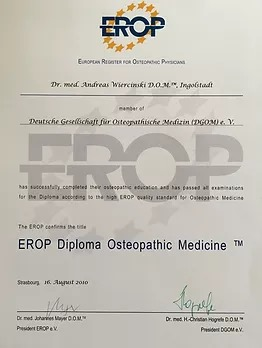 EROP
EUROPEAN REGISTER FOR OSTEOPATHIC PHYSICIANS
Dr. med. Andreas Wiercinski D.O.M.™, Ingolstadt
member of
Deutsche Gesellschaft für Osteopathische Medizin (DGOM) e. V.
EROP
has successfully completed their osteopathic education and has passed all examinations
for the Diploma according to the high EROP quality standard for Osteopathic Medicine
The EROP confirms the title
EROP Diploma Osteopathic Medicine ™
Strasbourg, 16. August 2010
Dr. med. Johannes Mayer D.O.M.™
Dr. med. H.-Christian Hogrefe D.O.M.™
President EROP e.V.
President DGOM e.V.